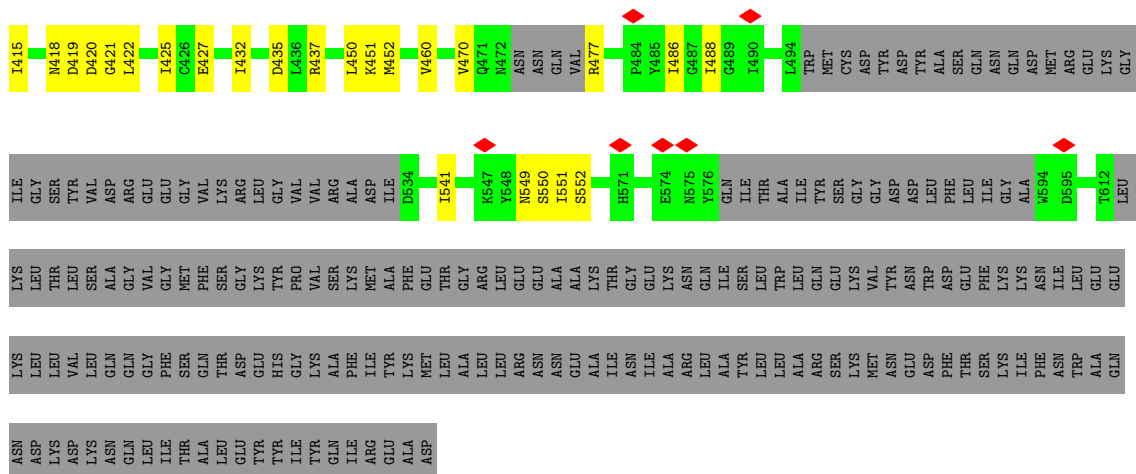 I415 N418 D419 D420 G421 L422 I425 C426 E427 I432 D435 L436 R437 L450 K451 M452 V460 V470 Q471 N472 ASN ASN GLN VAL R477 P484 Y485 I486 G487 I488 G489 I490 L494 TRP MET CYS ASP TYR ASP TYR ALA SER GLN ASN GLN ASP MET ARG GLU LYS GLY
ILE GLY SER TYR VAL ASP ARG GLU GLU GLY VAL LYS ARG LEU GLY VAL VAL ARG ALA ASP ILE D534 I541 K547 Y548 N549 S550 I551 S552 H571 E574 N575 Y576 GLN ILE THR ALA ILE TYR SER GLY GLY ASP ASP LEU PHE LEU ILE GLY ALA W594 D595 T612 LEU
LYS LEU THR LEU SER ALA GLY VAL GLY MET PHE SER GLY LYS TYR PRO VAL SER LYS MET ALA PHE GLU THR GLY ARG LEU GLU GLU ALA ALA LYS THR GLY GLU LYS ASN GLN ILE SER LEU TRP LEU LEU GLN GLU LYS VAL TYR ASN TRP ASP GLU PHE LYS LYS ASN ILE LEU GLU GLU
LYS LEU LEU VAL LEU GLN GLN GLY PHE SER GLN THR ASP GLU HIS GLY LYS ALA PHE ILE TYR LYS MET LEU ALA LEU LEU ARG ASN ASN GLU ALA ILE ASN ILE ALA ARG LEU ALA TYR LEU LEU ALA ARG SER LYS MET ASN GLU ASP PHE THR SER LYS ILE PHE ASN TRP ALA GLN
ASN ASP LYS ASP LYS ASN GLN LEU ILE THR ALA LEU GLU TYR TYR ILE TYR GLN ILE ARG GLU ALA ASP